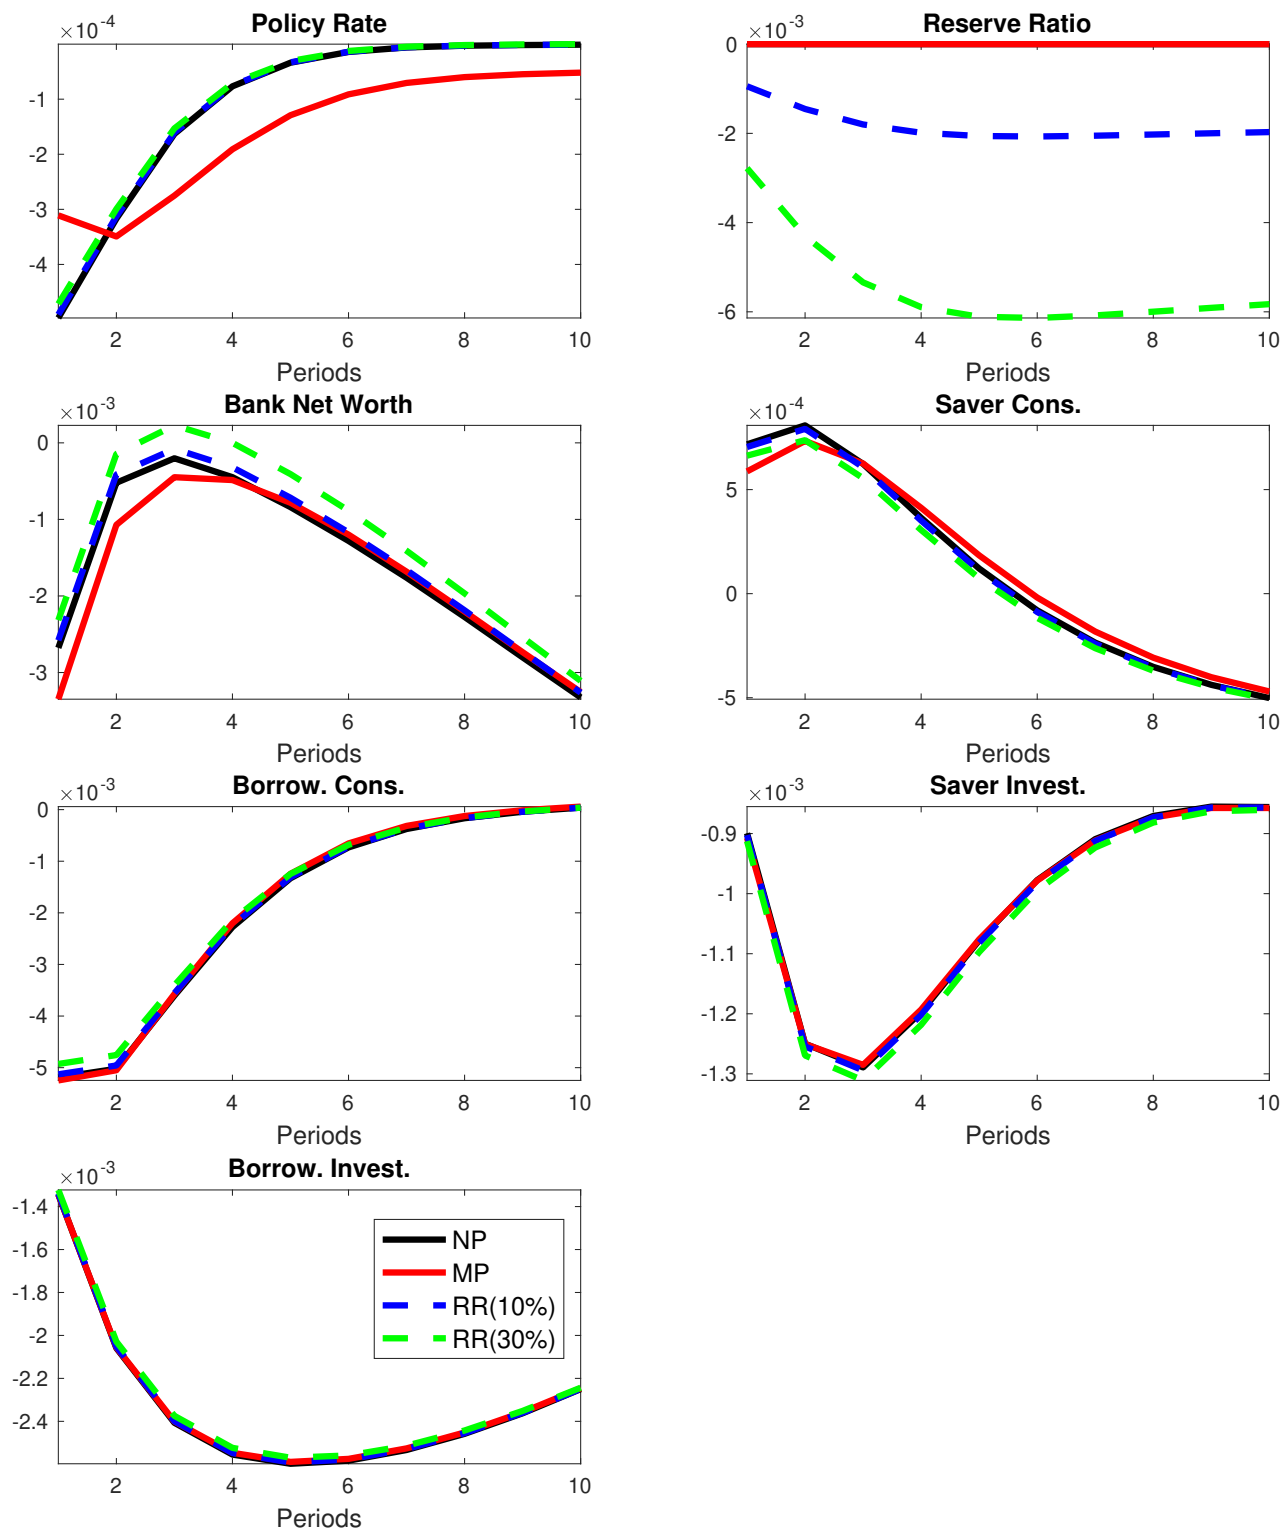 Policy Rate
×10⁻⁴
-1
-2
-3
-4
2 4 6 8 10
Periods
Reserve Ratio
×10⁻³
0
-2
-4
-6
2 4 6 8 10
Periods
Bank Net Worth
×10⁻³
0
-1
-2
-3
2 4 6 8 10
Periods
Saver Cons.
×10⁻⁴
5
0
-5
2 4 6 8 10
Periods
Borrow. Cons.
×10⁻³
0
-1
-2
-3
-4
-5
2 4 6 8 10
Periods
Saver Invest.
×10⁻³
-0.9
-1
-1.1
-1.2
-1.3
2 4 6 8 10
Periods
Borrow. Invest.
×10⁻³
-1.4
-1.6
-1.8
-2
-2.2
-2.4
NP
MP
RR(10%)
RR(30%)
2 4 6 8 10
Periods